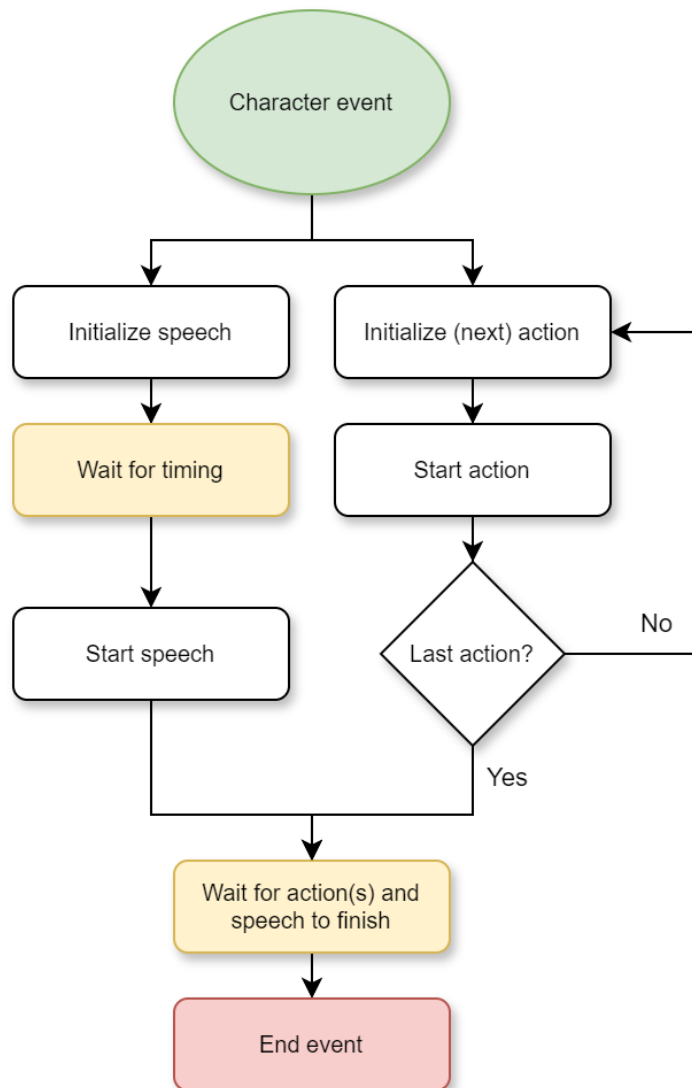 Character event
Initialize speech
Initialize (next) action
Wait for timing
Start action
Start speech
Last action?
No
Yes
Wait for action(s) and
speech to finish
End event